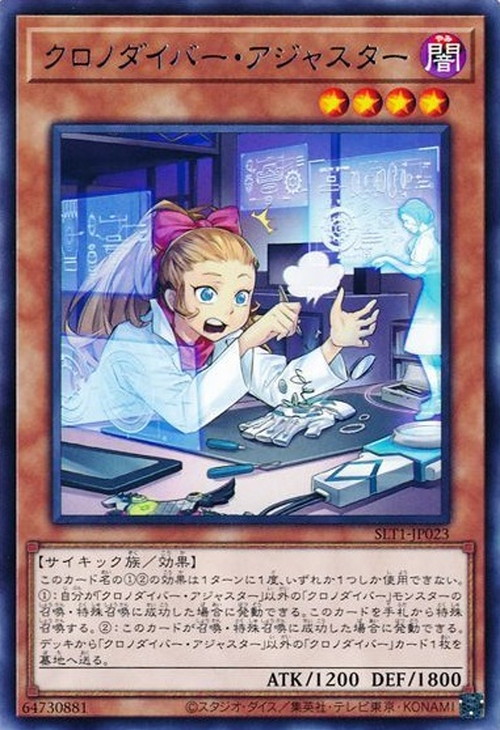 クロノダイバー・アジャスター
闇
SLT1-JP023
【サイキック族／効果】
このカード名の①②の効果は１ターンに１度、いずれか１つしか使用できない。
①：自分が「クロノダイバー・アジャスター」以外の「クロノダイバー」モンスターの
召喚・特殊召喚に成功した場合に発動できる。このカードを手札から特殊
召喚する。②：このカードが召喚・特殊召喚に成功した場合に発動できる。
デッキから「クロノダイバー・アジャスター」以外の「クロノダイバー」カード１枚を
墓地へ送る。
ATK/1200 DEF/1800
64730881
©スタジオ・ダイス／集英社・テレビ東京・KONAMI